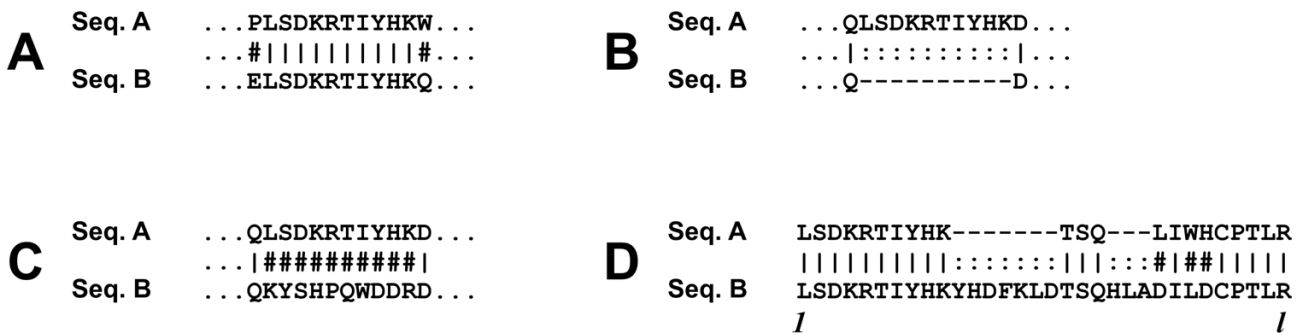 A
Seq. A ...PLSDKRTIYHKW...
...#||||||||||#...
Seq. B ...ELSDKRTIYHKQ...
B
Seq. A ...QLSDKRTIYHKD...
...|::::::::::|...
Seq. B ...Q----------D...
C
Seq. A ...QLSDKRTIYHKD...
...|##########|...
Seq. B ...QKYSHPQWDDRD...
D
Seq. A LSDKRTIYHK-------TSQ---LIWHCPTLR
||||||||||:::::::|||:::#|##|||||
Seq. B LSDKRTIYHKYHDFKLDTSQHLADILDCPTLR
1 l